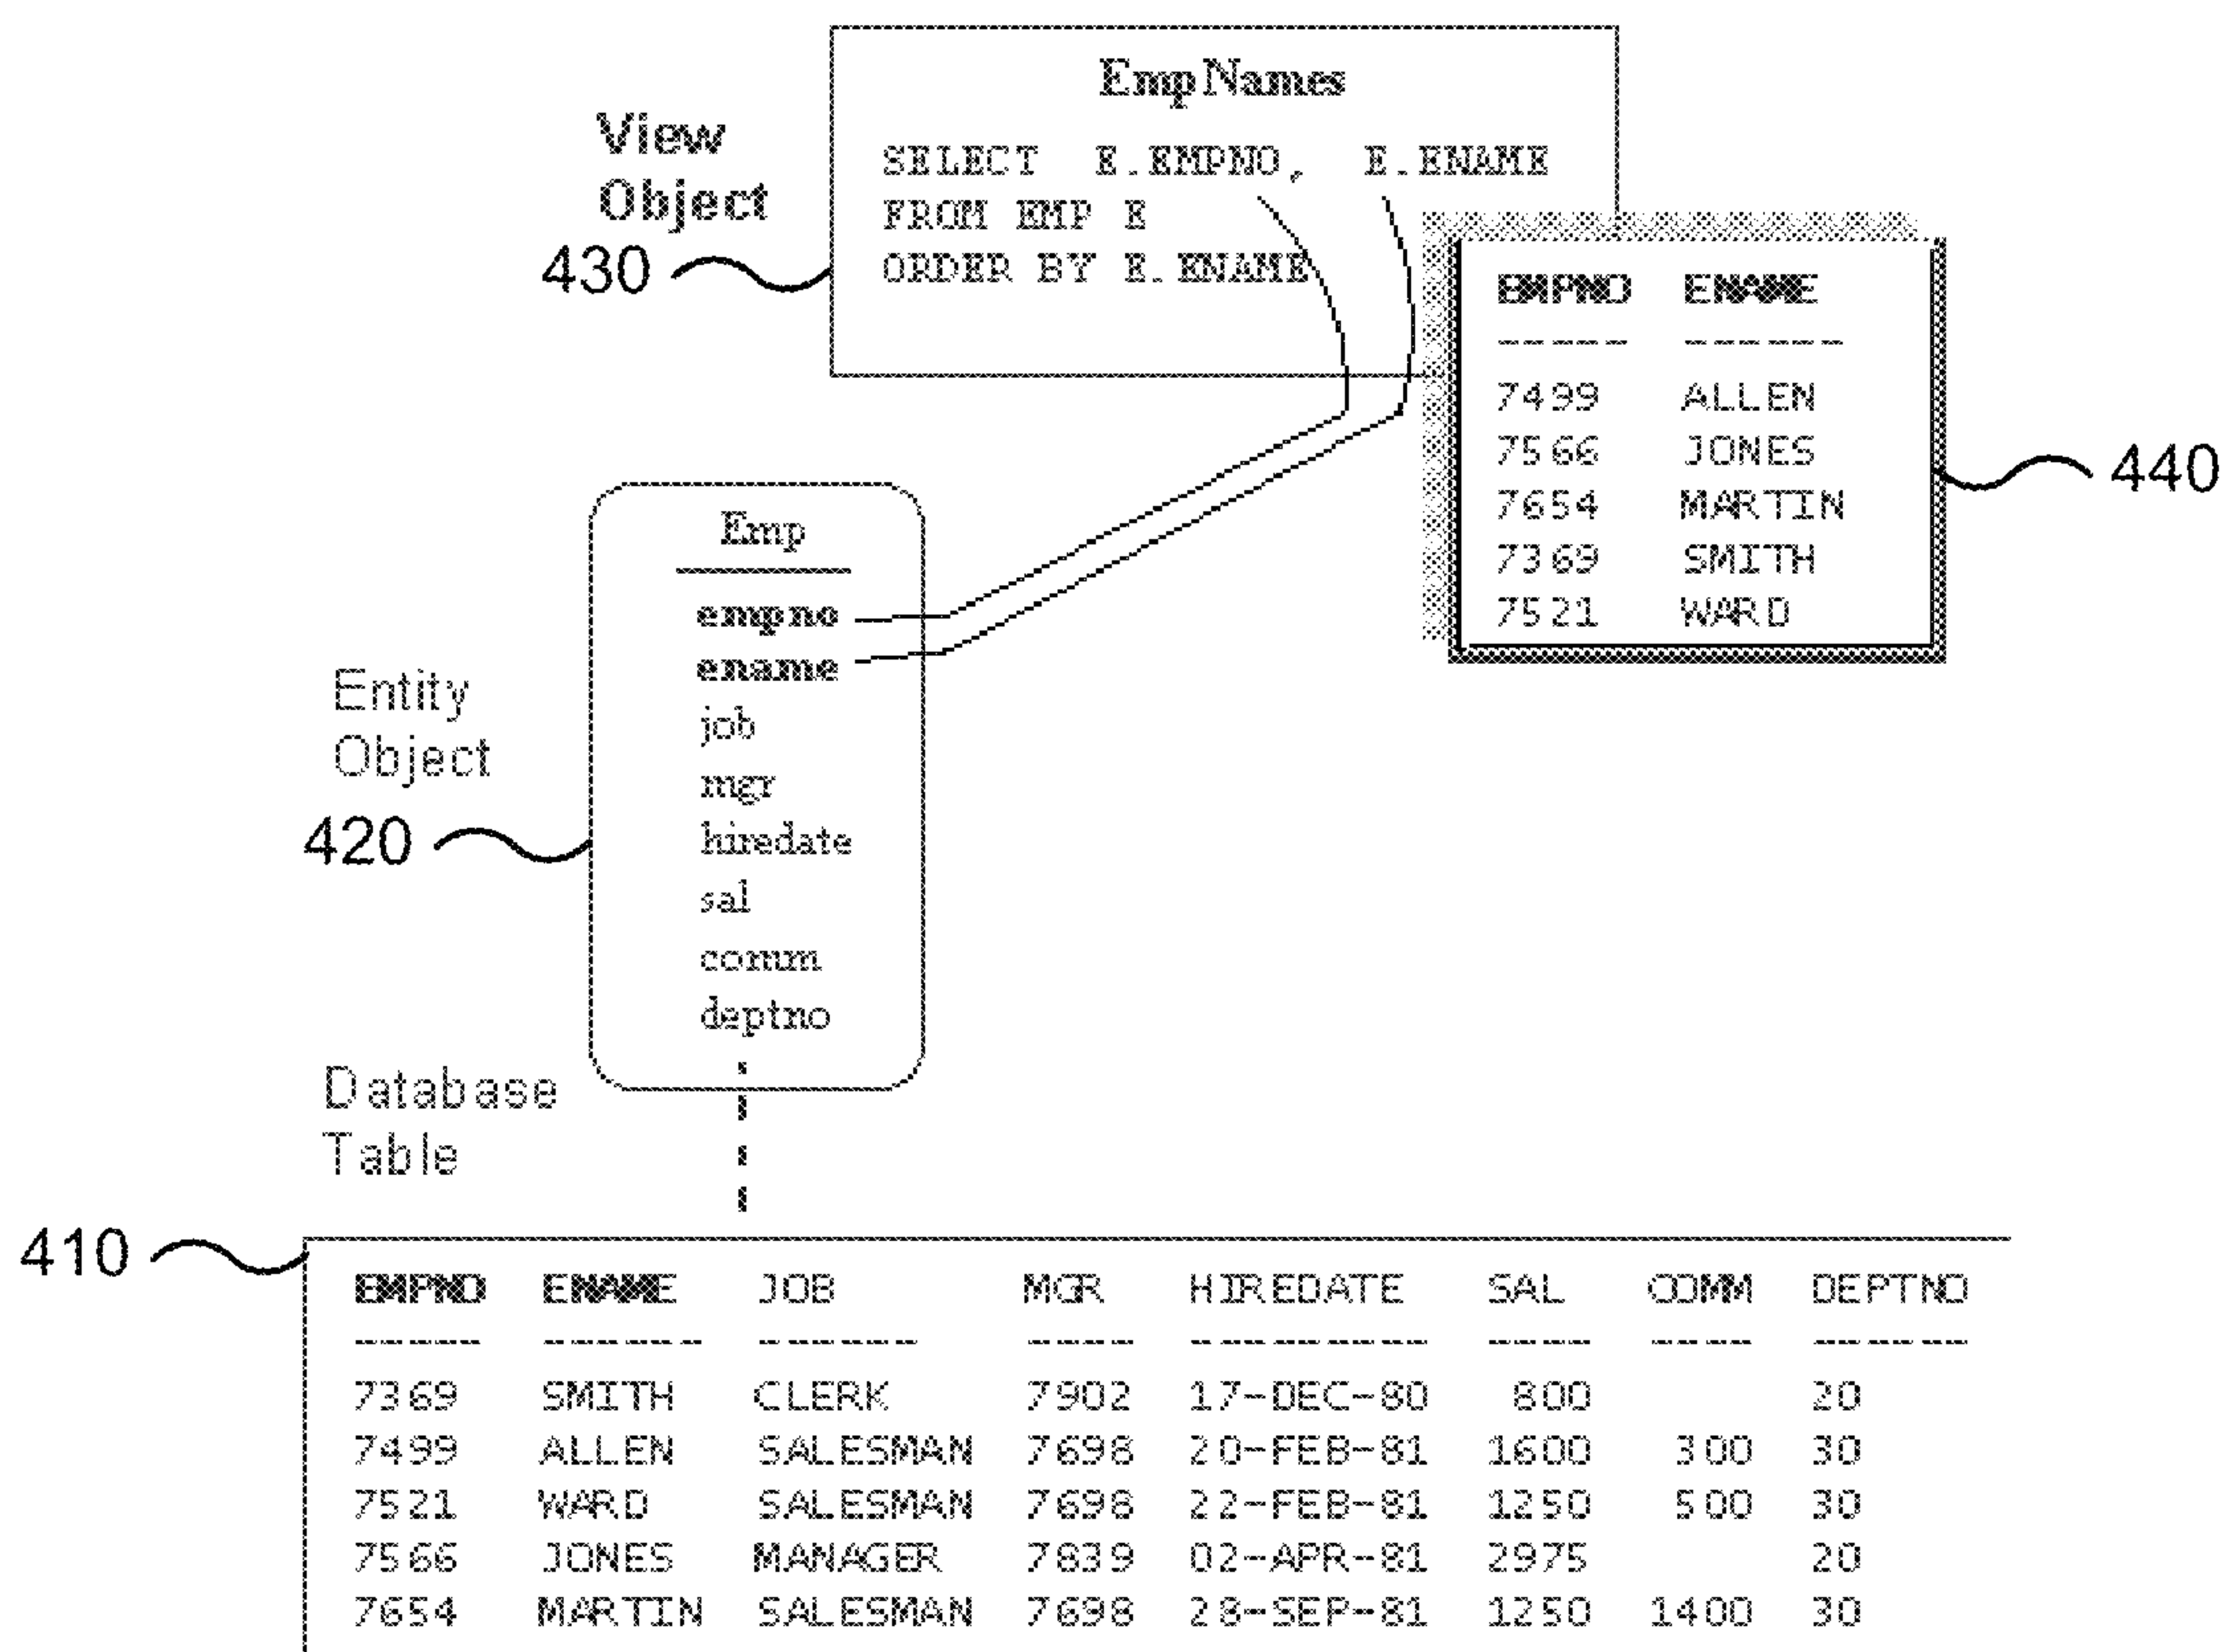 EmpNames
View
Object
430
SELECT E.EMPNO, E.ENAME
FROM EMP E
ORDER BY E.ENAME
EMPNO ENAME
----- ------
7499 ALLEN
7566 JONES
7654 MARTIN
7369 SMITH
7521 WARD
440
Emp
empno
ename
job
mgr
hiredate
sal
comm
deptno
Entity
Object
420
Database
Table
410
EMPNO ENAME JOB MGR HIREDATE SAL COMM DEPTNO
----- ------ ------ ---- --------- ---- ---- ------
7369 SMITH CLERK 7902 17-DEC-80 800 20
7499 ALLEN SALESMAN 7698 20-FEB-81 1600 300 30
7521 WARD SALESMAN 7698 22-FEB-81 1250 500 30
7566 JONES MANAGER 7839 02-APR-81 2975 20
7654 MARTIN SALESMAN 7698 28-SEP-81 1250 1400 30